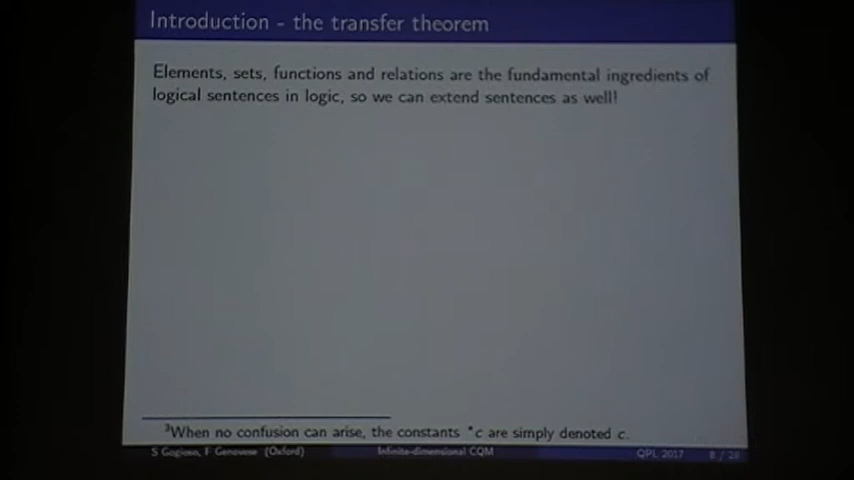 Introduction - the transfer theorem
Elements, sets, functions and relations are the fundamental ingredients of
logical sentences in logic, so we can extend sentences as well!
³When no confusion can arise, the constants *c are simply denoted c.
S Gogioso, F Genovese (Oxford) Infinite-dimensional CQM QPL 2017 8 /